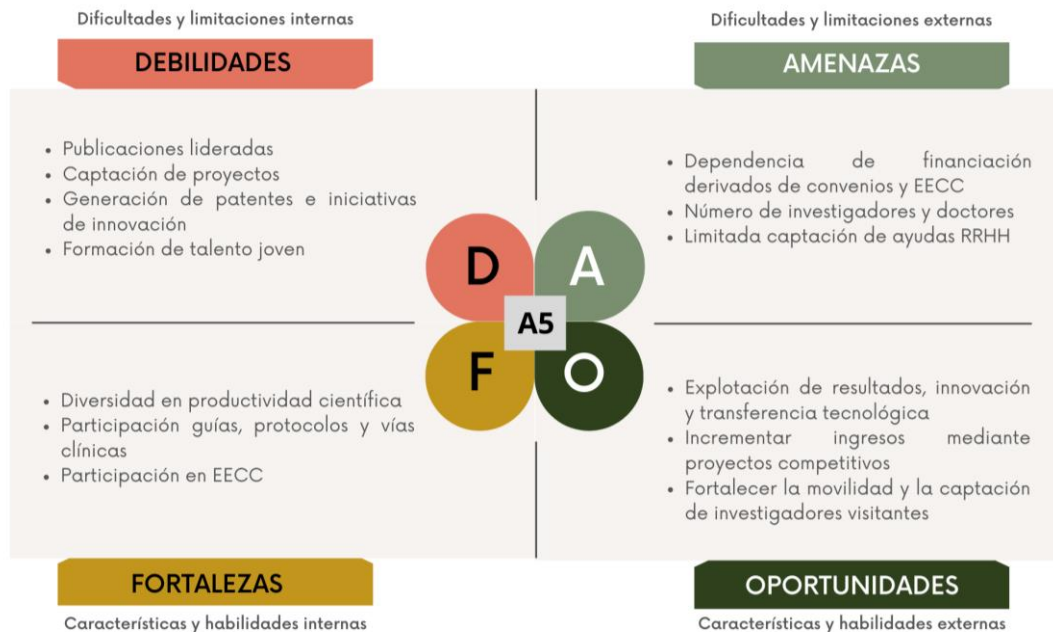 Dificultades y limitaciones internas
DEBILIDADES
• Publicaciones lideradas
• Captación de proyectos
• Generación de patentes e iniciativas
de innovación
• Formación de talento joven
Dificultades y limitaciones externas
AMENAZAS
• Dependencia de financiación
derivados de convenios y EECC
• Número de investigadores y doctores
• Limitada captación de ayudas RRHH
D
A
A5
F
O
• Diversidad en productividad científica
• Participación guías, protocolos y vías
clínicas
• Participación en EECC
FORTALEZAS
Características y habilidades internas
• Explotación de resultados, innovación
y transferencia tecnológica
• Incrementar ingresos mediante
proyectos competitivos
• Fortalecer la movilidad y la captación
de investigadores visitantes
OPORTUNIDADES
Características y habilidades externas